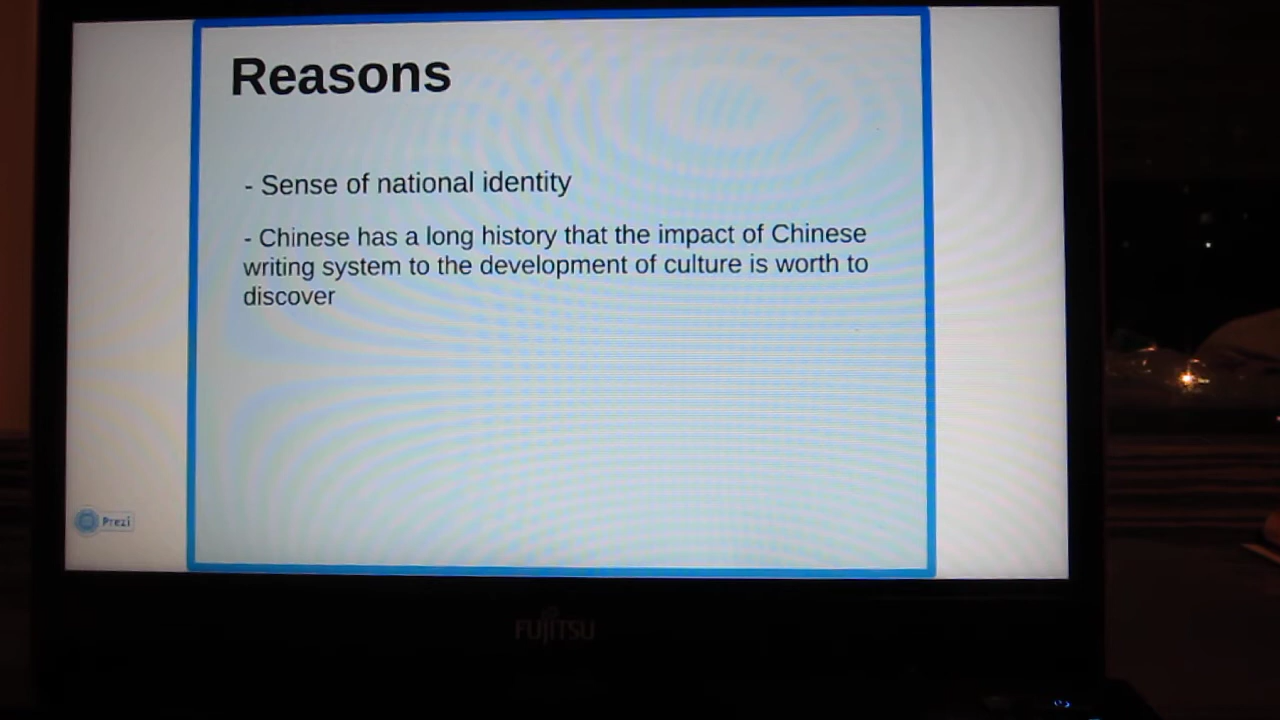 Reasons
- Sense of national identity
- Chinese has a long history that the impact of Chinese
writing system to the development of culture is worth to
discover
Prezi
FUJITSU